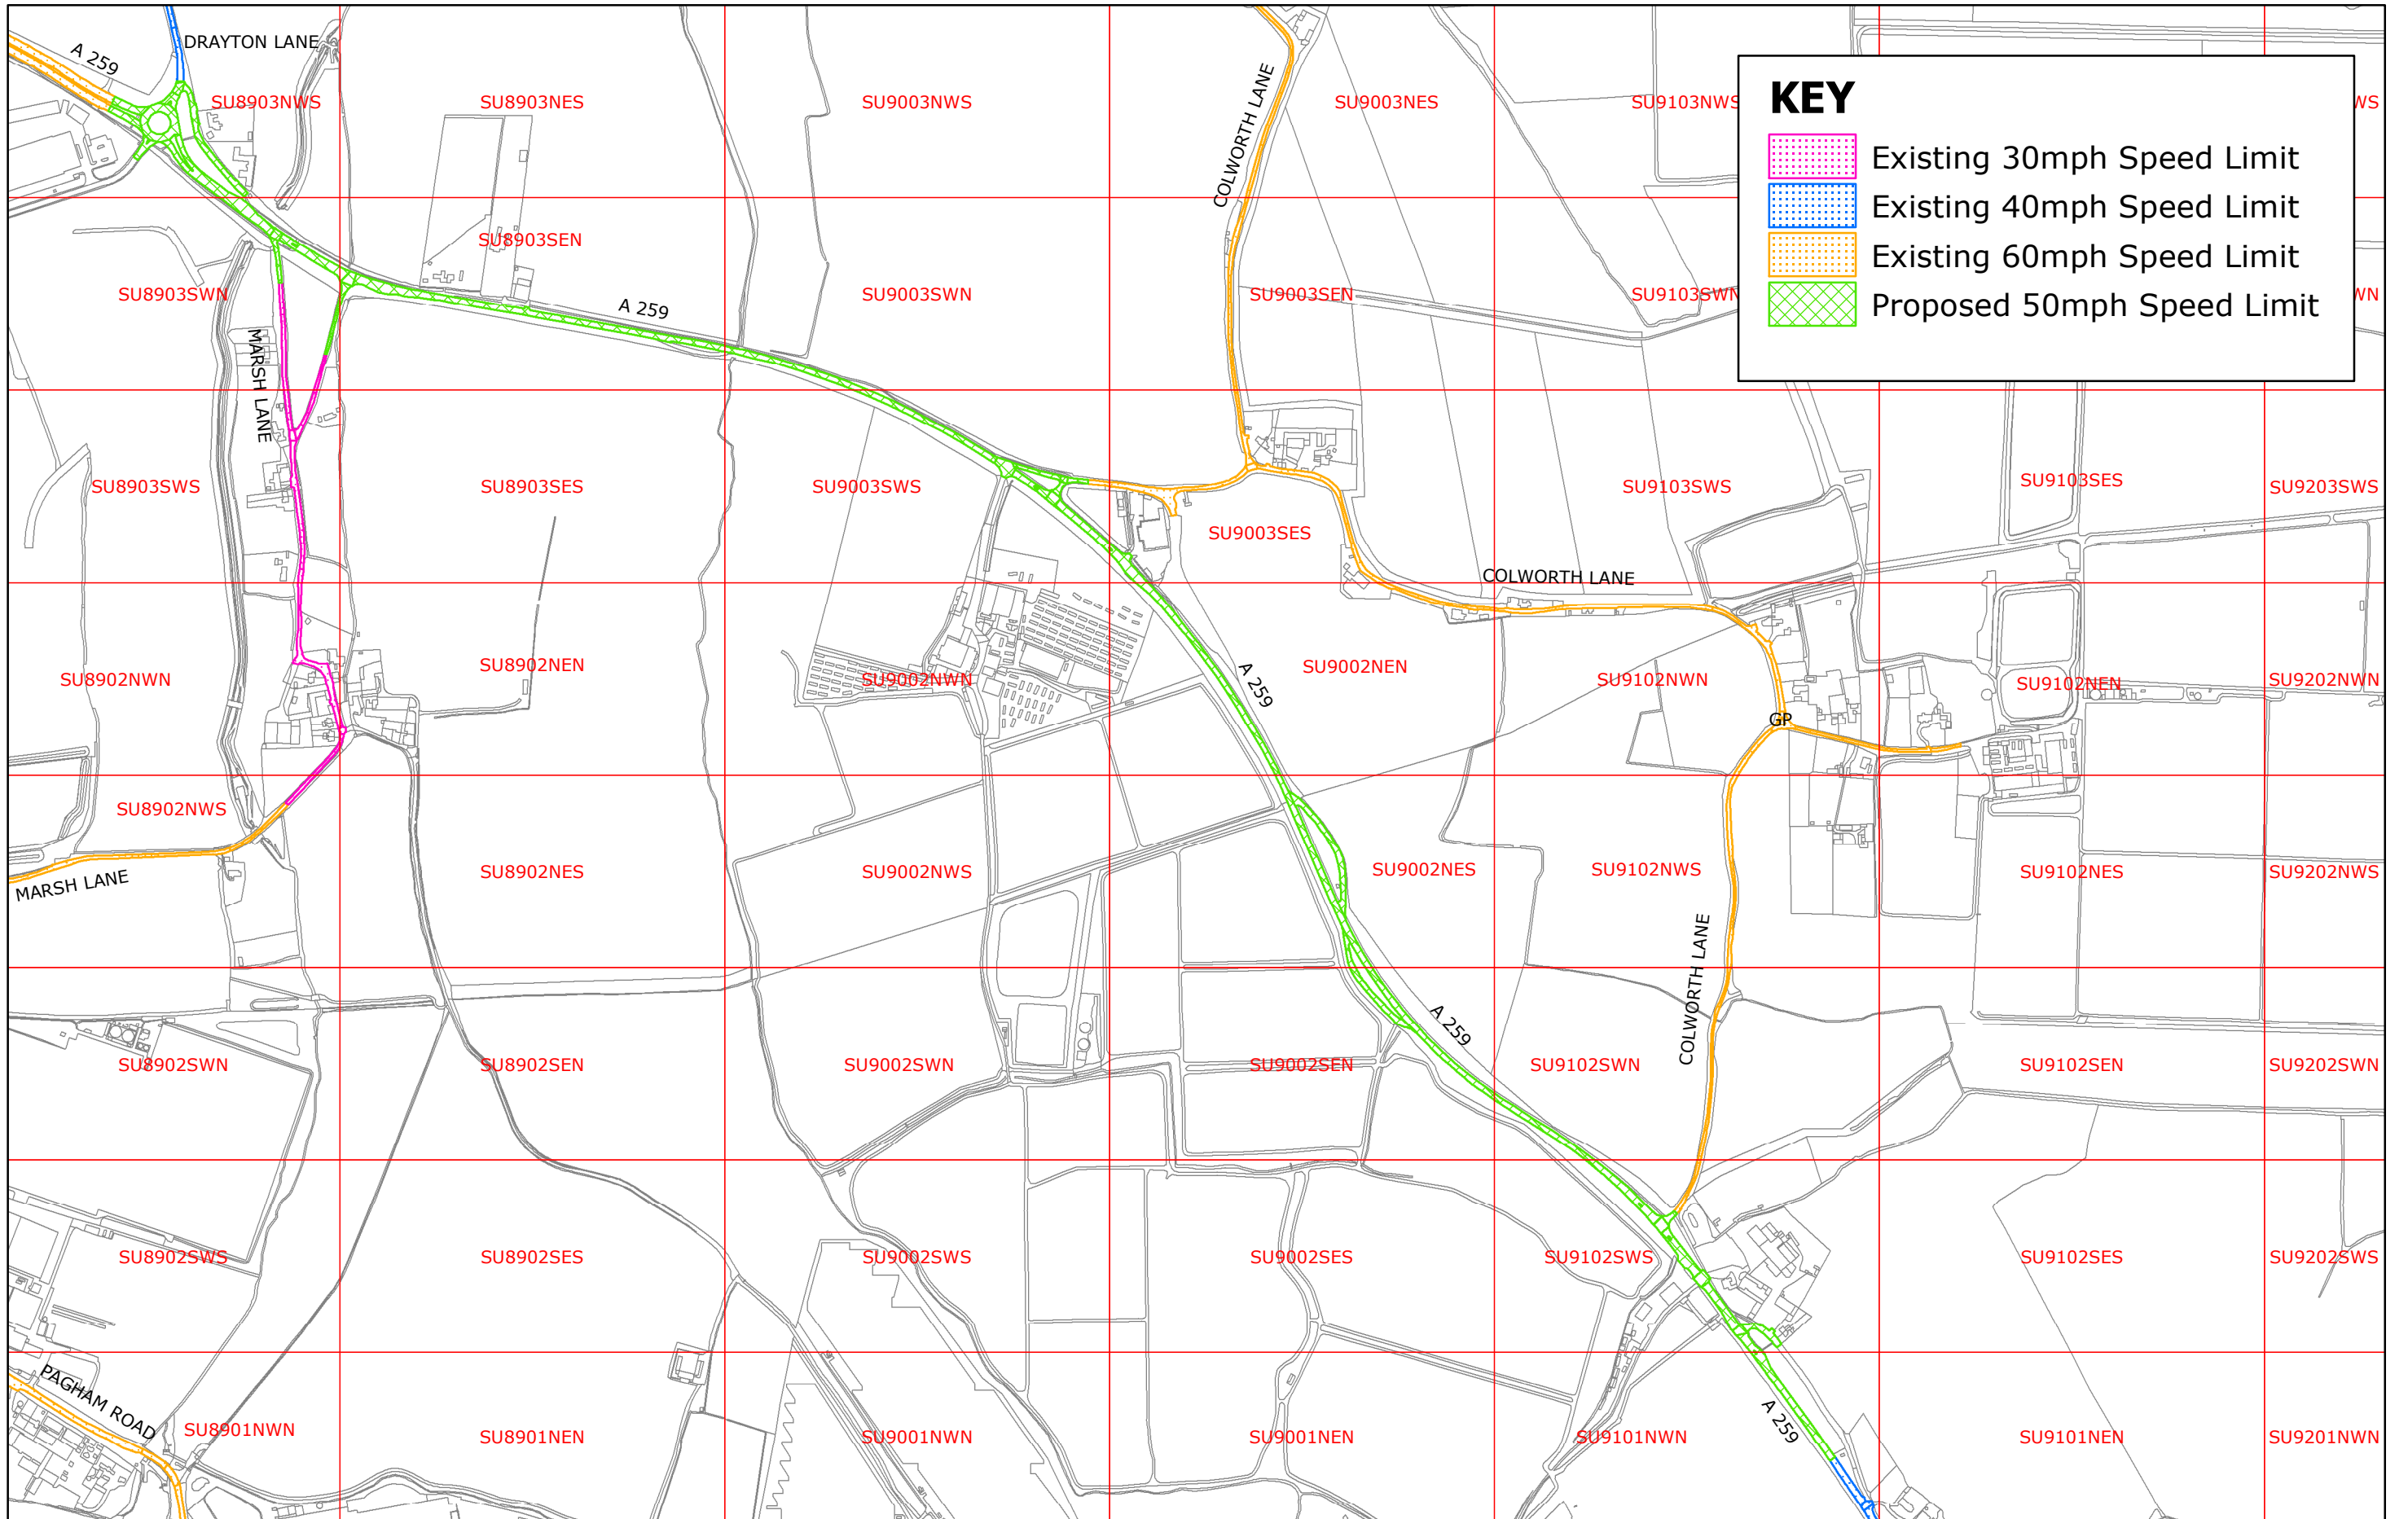 DRAYTON LANE
A 259
SU8903NWS
SU8903NES
SU9003NWS
COLWORTH LANE
SU9003NES
SU9103NWS
WS
KEY
Existing 30mph Speed Limit
Existing 40mph Speed Limit
Existing 60mph Speed Limit
Proposed 50mph Speed Limit
SU8903SWN
SU8903SEN
A 259
SU9003SWN
SU9003SEN
SU9103SWN
WN
MARSH LANE
SU8903SWS
SU8903SES
SU9003SWS
SU9003SES
SU9103SWS
SU9103SES
SU9203SWS
COLWORTH LANE
SU8902NWN
SU8902NEN
SU9002NWN
A 259
SU9002NEN
SU9102NWN
GP
SU9102NEN
SU9202NWN
SU8902NWS
MARSH LANE
SU8902NES
SU9002NWS
SU9002NES
SU9102NWS
SU9102NES
SU9202NWS
COLWORTH LANE
A 259
SU8902SWN
SU8902SEN
SU9002SWN
SU9002SEN
SU9102SWN
SU9102SEN
SU9202SWN
SU8902SWS
SU8902SES
SU9002SWS
SU9002SES
SU9102SWS
SU9102SES
SU9202SWS
PAGHAM ROAD
SU8901NWN
SU8901NEN
SU9001NWN
SU9001NEN
SU9101NWN
A 259
SU9101NEN
SU9201NWN